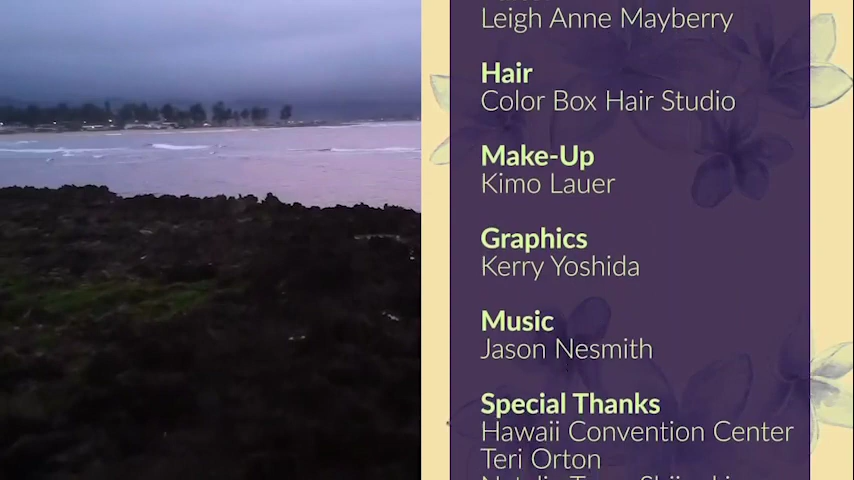 Leigh Anne Mayberry
Hair
Color Box Hair Studio
Make-Up
Kimo Lauer
Graphics
Kerry Yoshida
Music
Jason Nesmith
Special Thanks
Hawaii Convention Center
Teri Orton